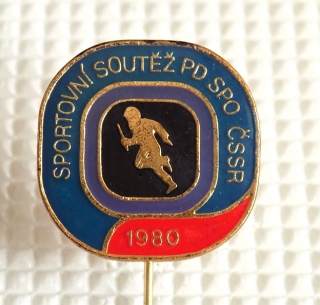 SPORTOVNÍ SOUTĚŽ PD SPO ČSSR
1980